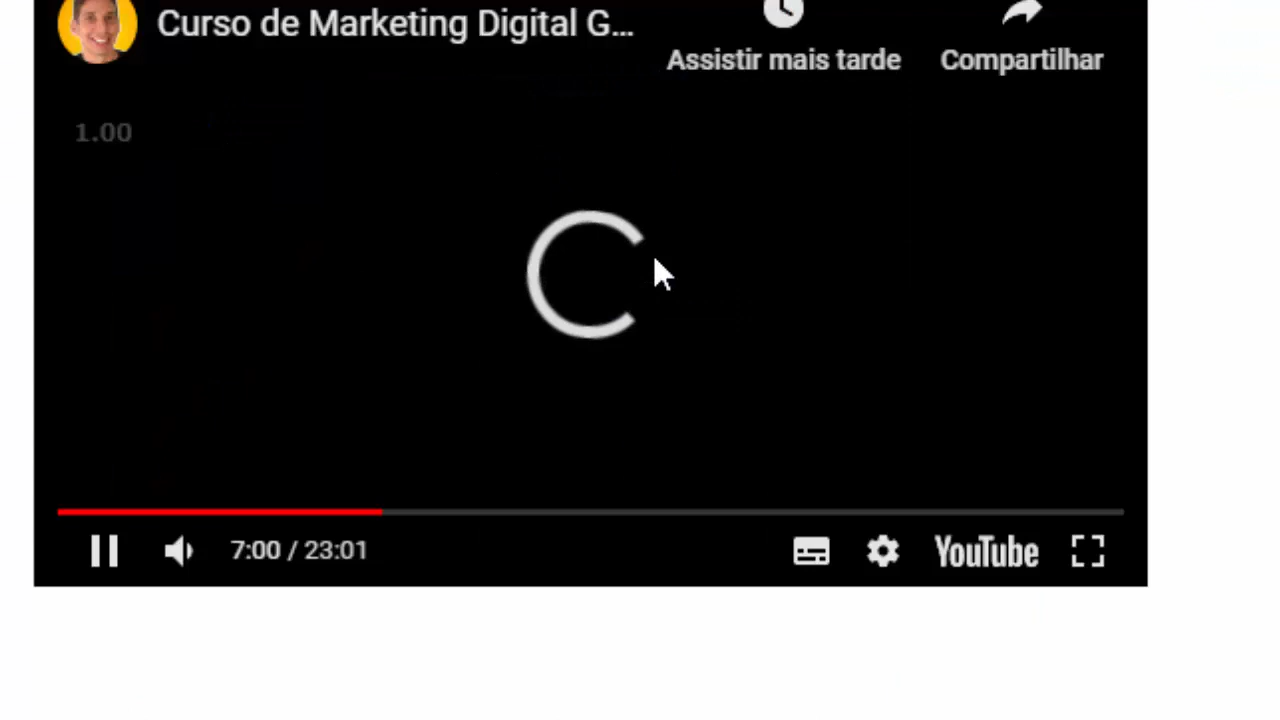 Curso de Marketing Digital G...
Assistir mais tarde
Compartilhar
1.00
7:00 / 23:01
YouTube